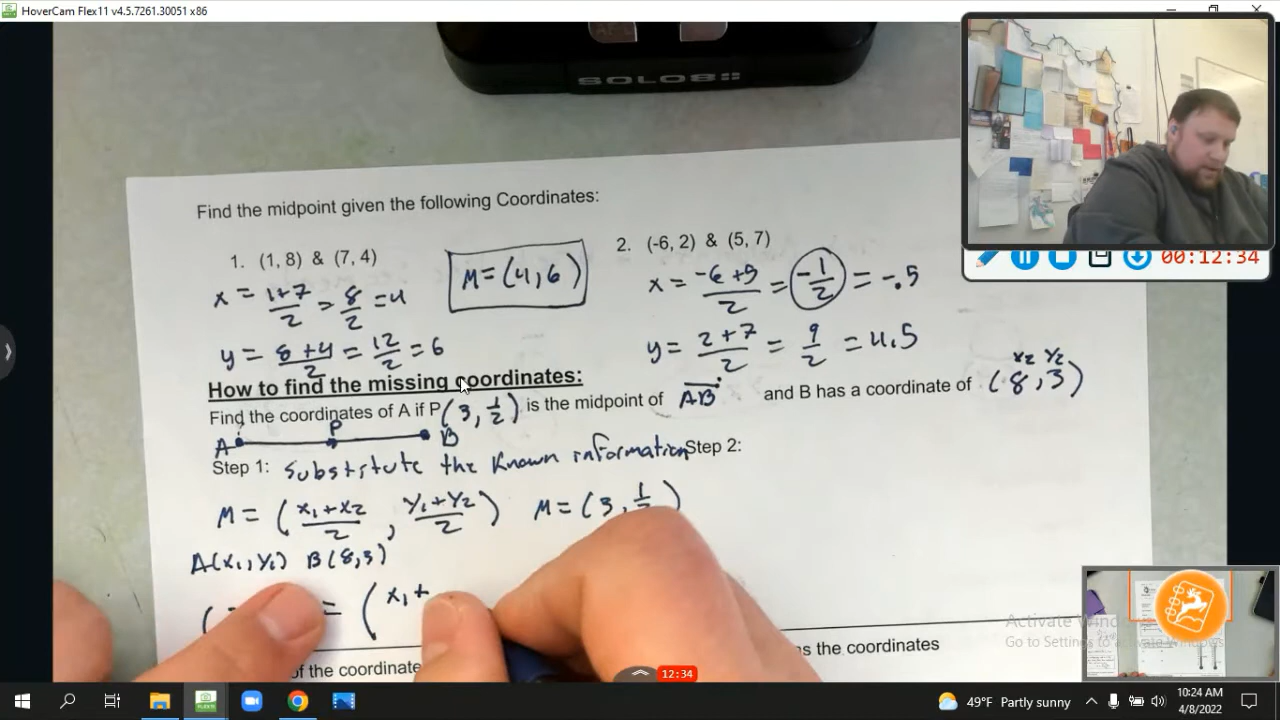 HoverCam Flex11 v4.5.7261.30051 x86
SOLO8
Find the midpoint given the following Coordinates:
1. (1, 8) & (7, 4)
M=(4,6)
2. (-6, 2) & (5, 7)
x = 1+7/2 = 8/2 = 4
x = -6+5/2 = -1/2 = -.5
y = 8+4/2 = 12/2 = 6
y = 2+7/2 = 9/2 = 4.5
00:12:34
How to find the missing coordinates:
x2 y2
Find the coordinates of A if P(3, 1/2) is the midpoint of AB and B has a coordinate of (8,3)
A P B
Step 1: Substitute the Known information Step 2:
M = (x1+x2/2, y1+y2/2) M = (3, 1/2)
A(x1,y1) B(8,3)
= (x1+
of the coordinate
the coordinates
Activate Windows
Go to Settings to activate Windows
12:34
49°F Partly sunny
10:24 AM
4/8/2022